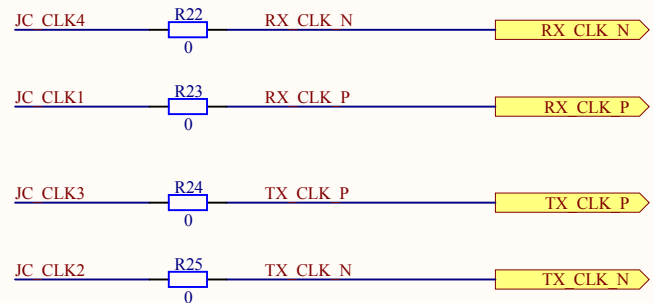 JC_CLK4 R22 RX_CLK_N RX_CLK_N
0
JC_CLK1 R23 RX_CLK_P RX_CLK_P
0
JC_CLK3 R24 TX_CLK_P TX_CLK_P
0
JC_CLK2 R25 TX_CLK_N TX_CLK_N
0